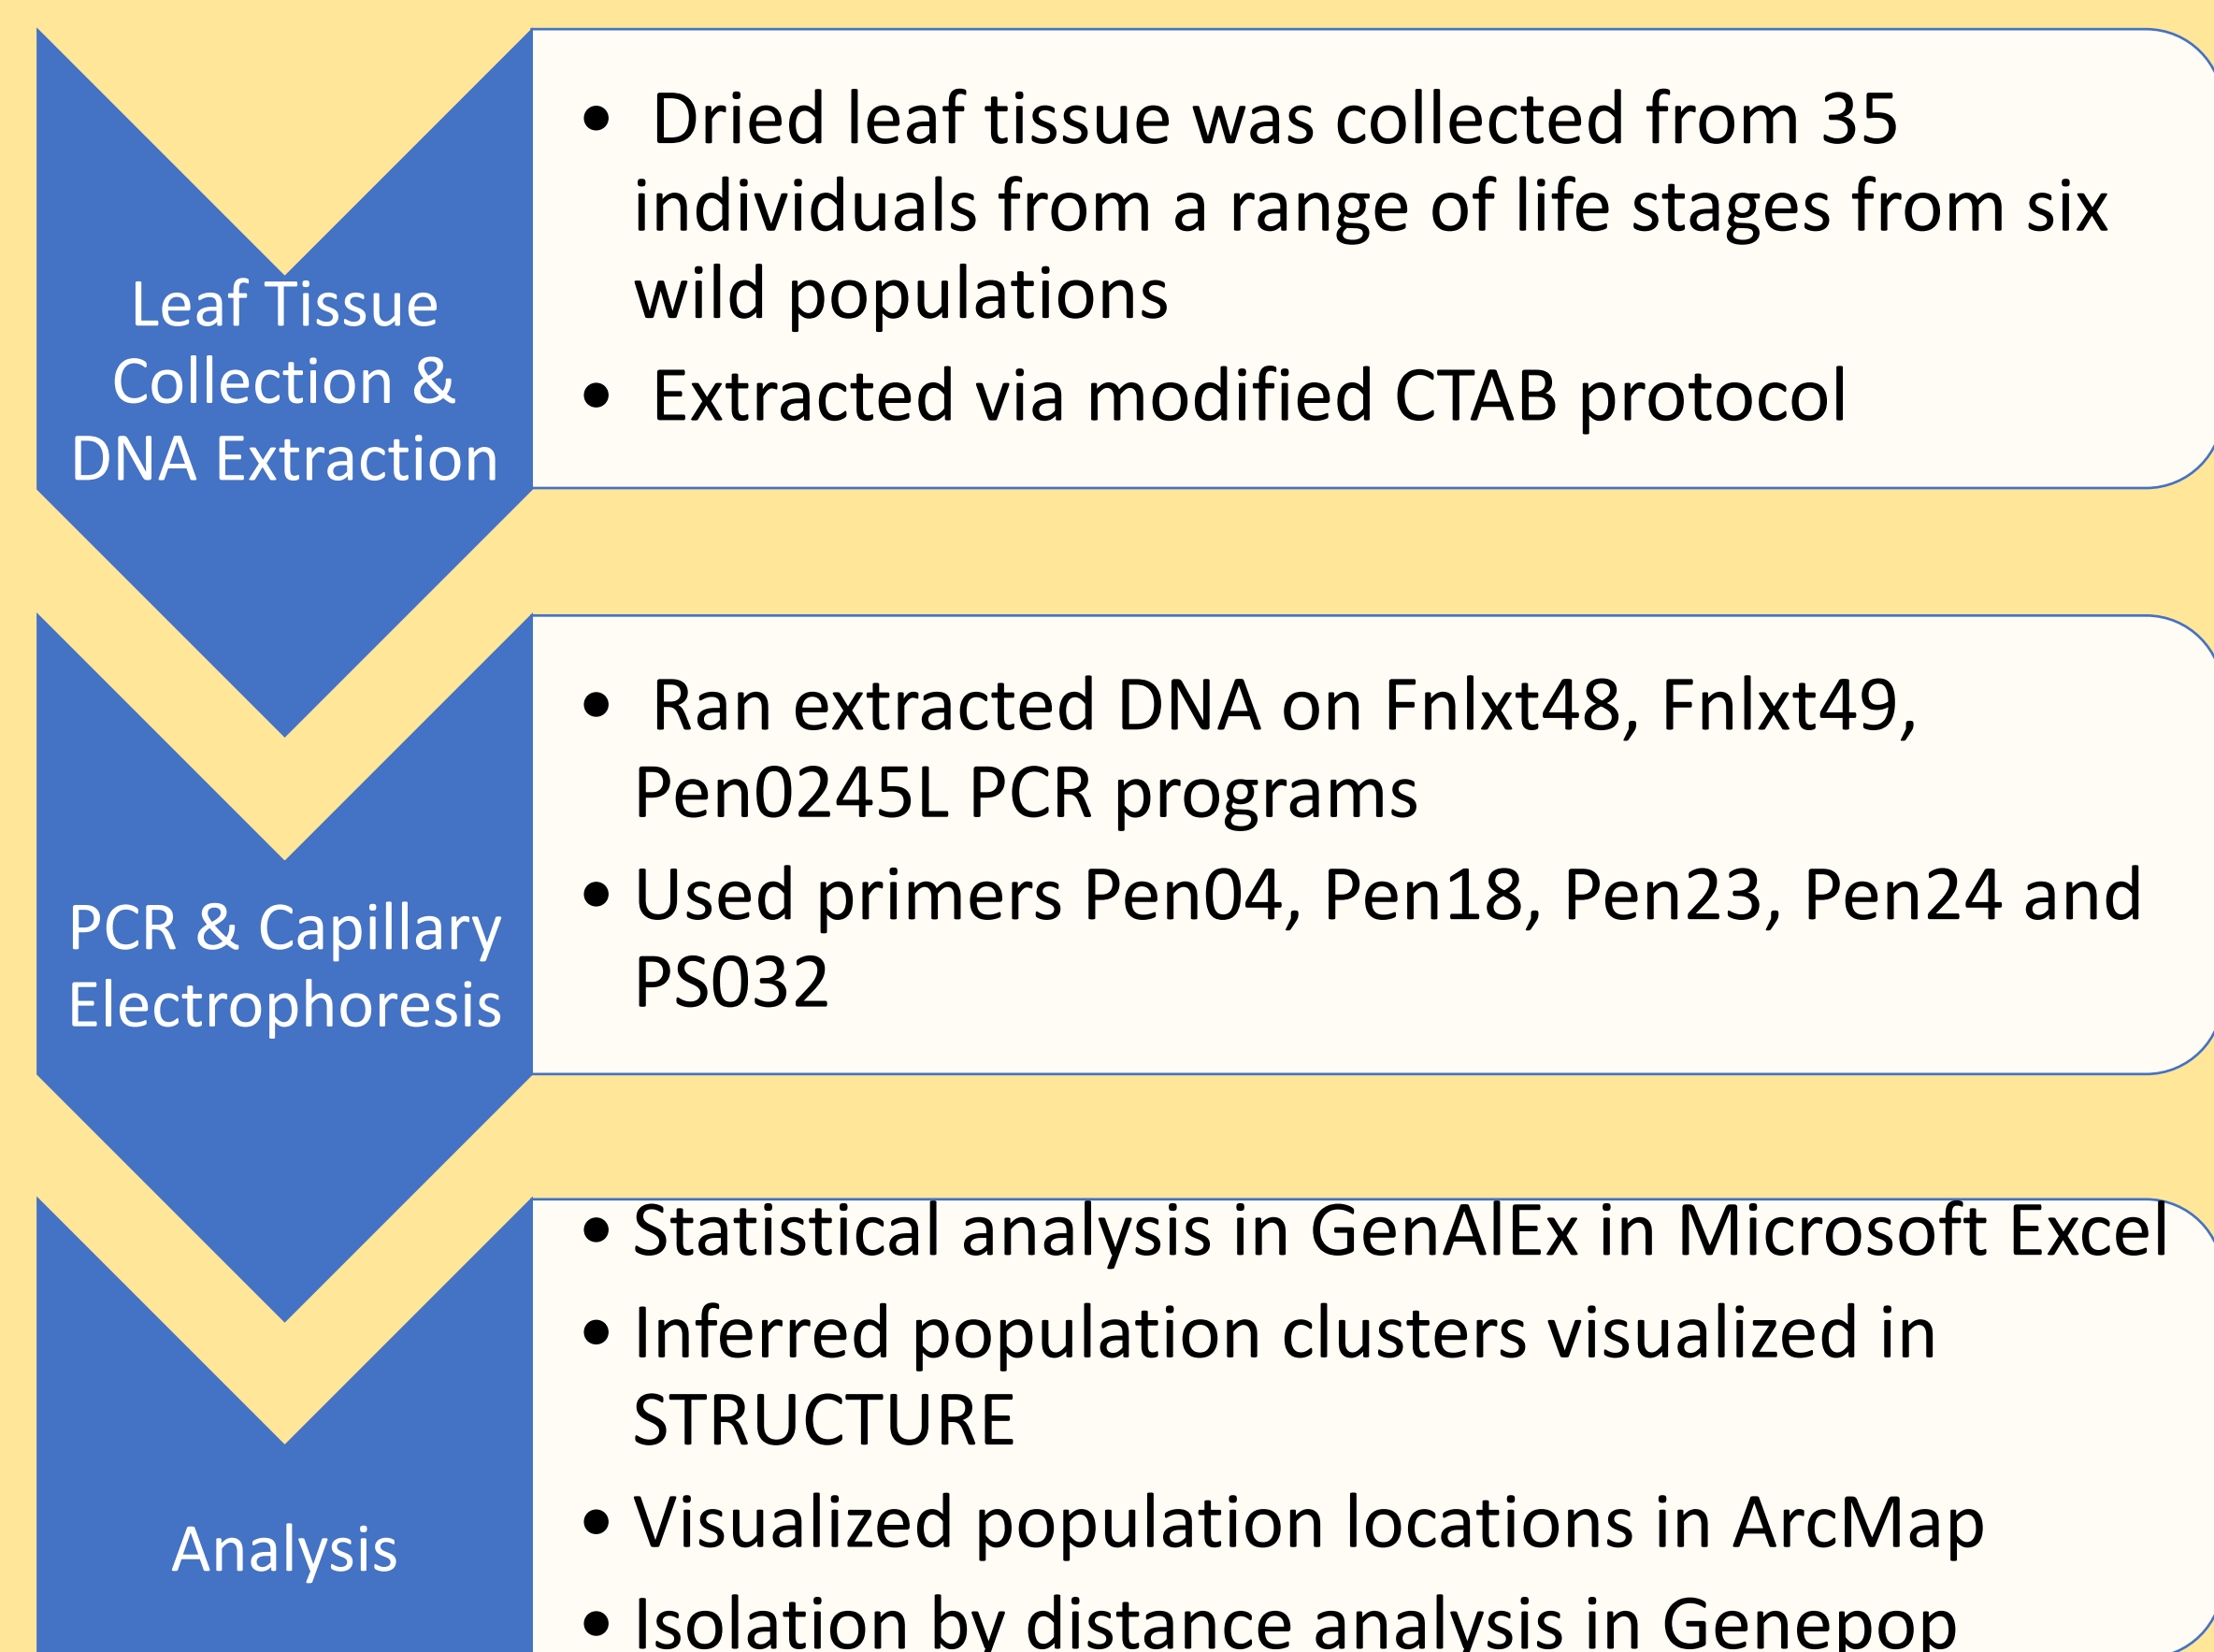 Leaf Tissue
Collection &
DNA Extraction
• Dried leaf tissue was collected from 35
individuals from a range of life stages from six
wild populations
• Extracted via modified CTAB protocol
PCR & Capillary
Electrophoresis
• Ran extracted DNA on Fnlxt48, Fnlxt49,
Pen0245L PCR programs
• Used primers Pen04, Pen18, Pen23, Pen24 and
PS032
Analysis
• Statistical analysis in GenAlEx in Microsoft Excel
• Inferred population clusters visualized in
STRUCTURE
• Visualized population locations in ArcMap
• Isolation by distance analysis in Genepop